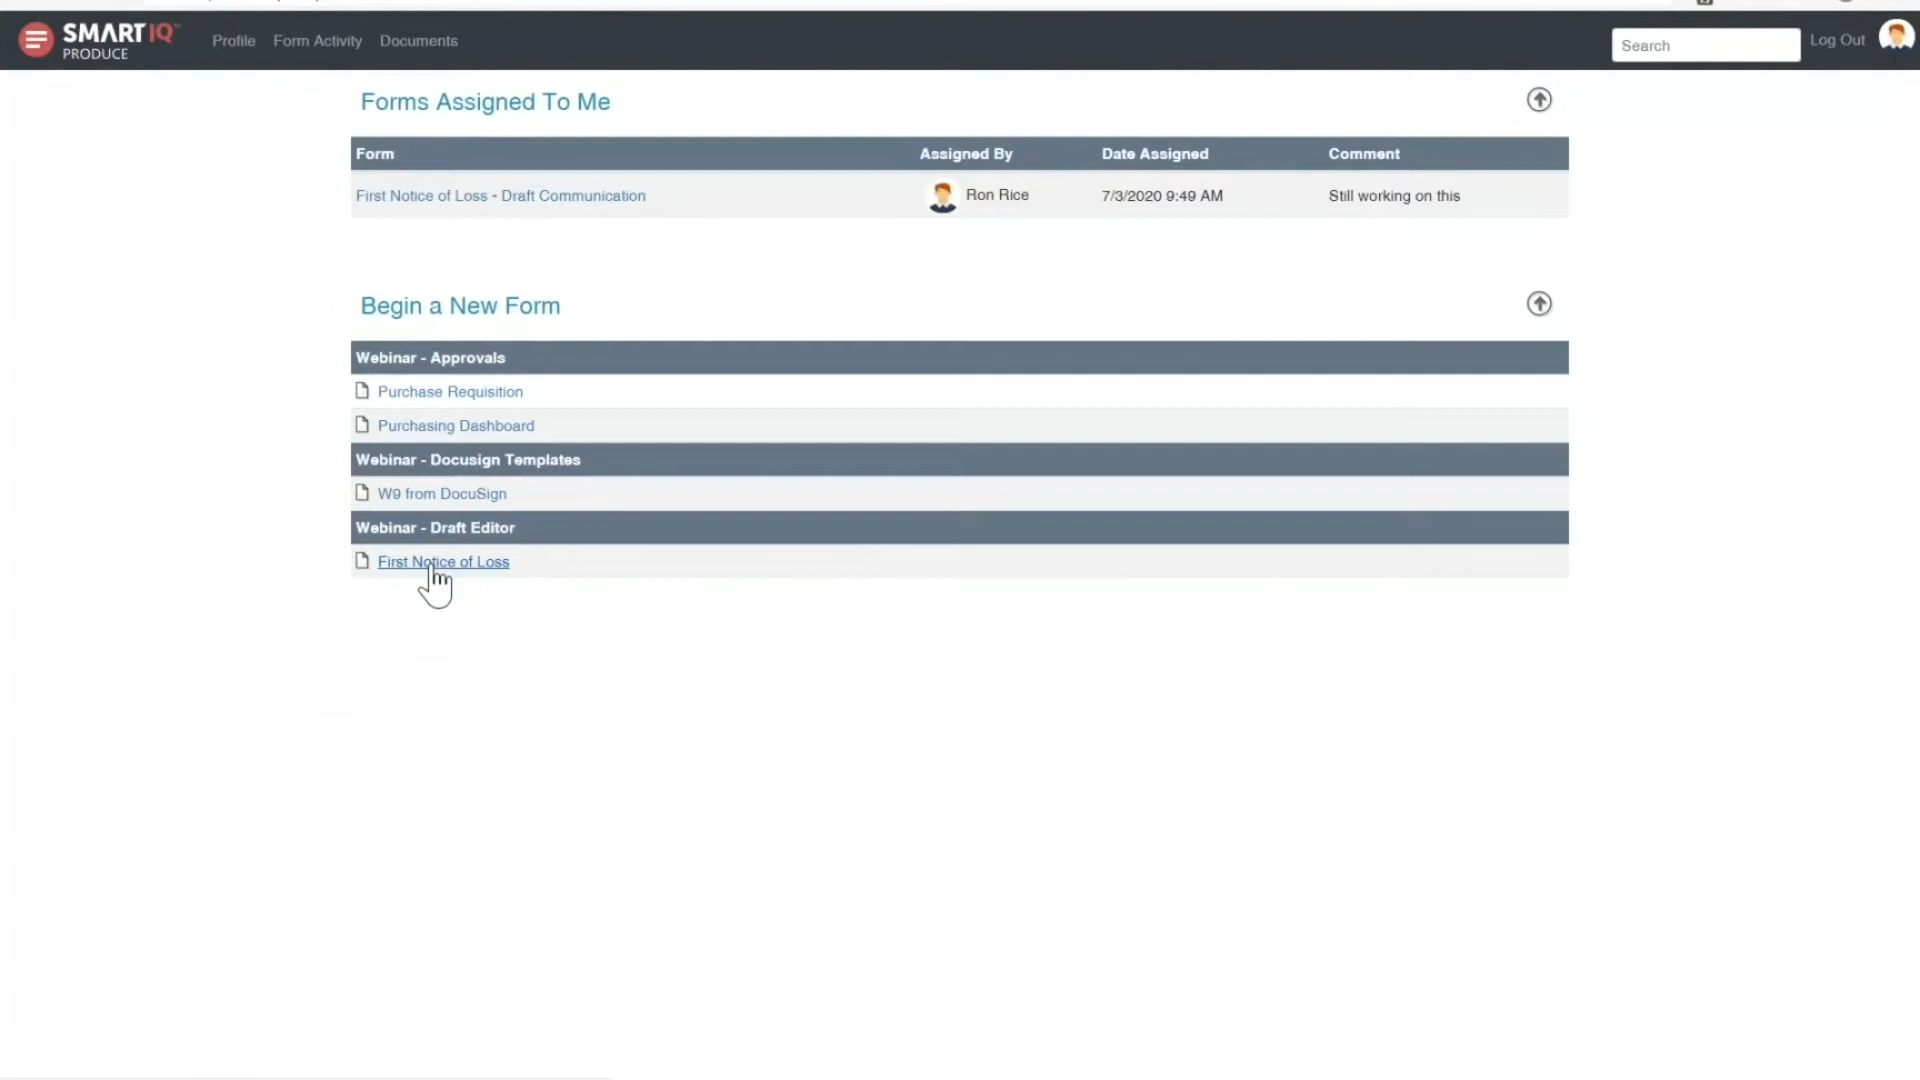 SMART IQ™
PRODUCE
Profile Form Activity Documents
Search
Log Out
Forms Assigned To Me
Form Assigned By Date Assigned Comment
First Notice of Loss - Draft Communication Ron Rice 7/3/2020 9:49 AM Still working on this
Begin a New Form
Webinar - Approvals
Purchase Requisition
Purchasing Dashboard
Webinar - Docusign Templates
W9 from DocuSign
Webinar - Draft Editor
First Notice of Loss